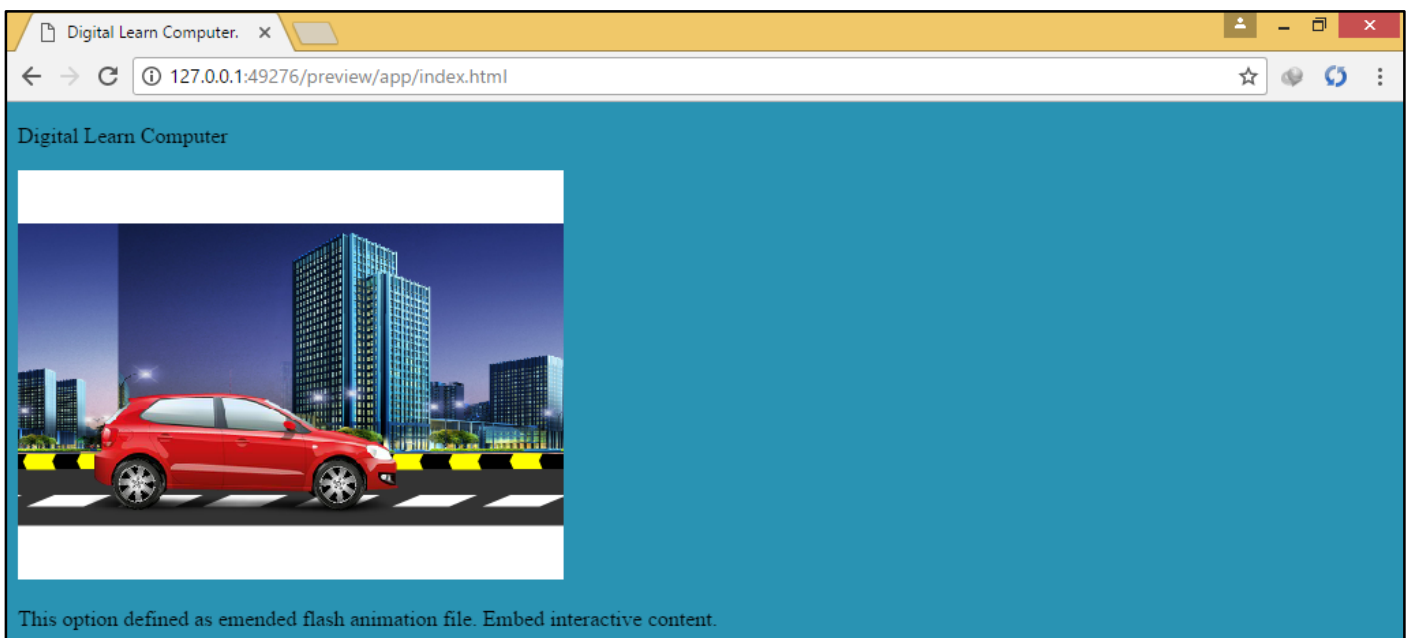 Digital Learn Computer.
127.0.0.1:49276/preview/app/index.html
Digital Learn Computer
This option defined as emended flash animation file. Embed interactive content.